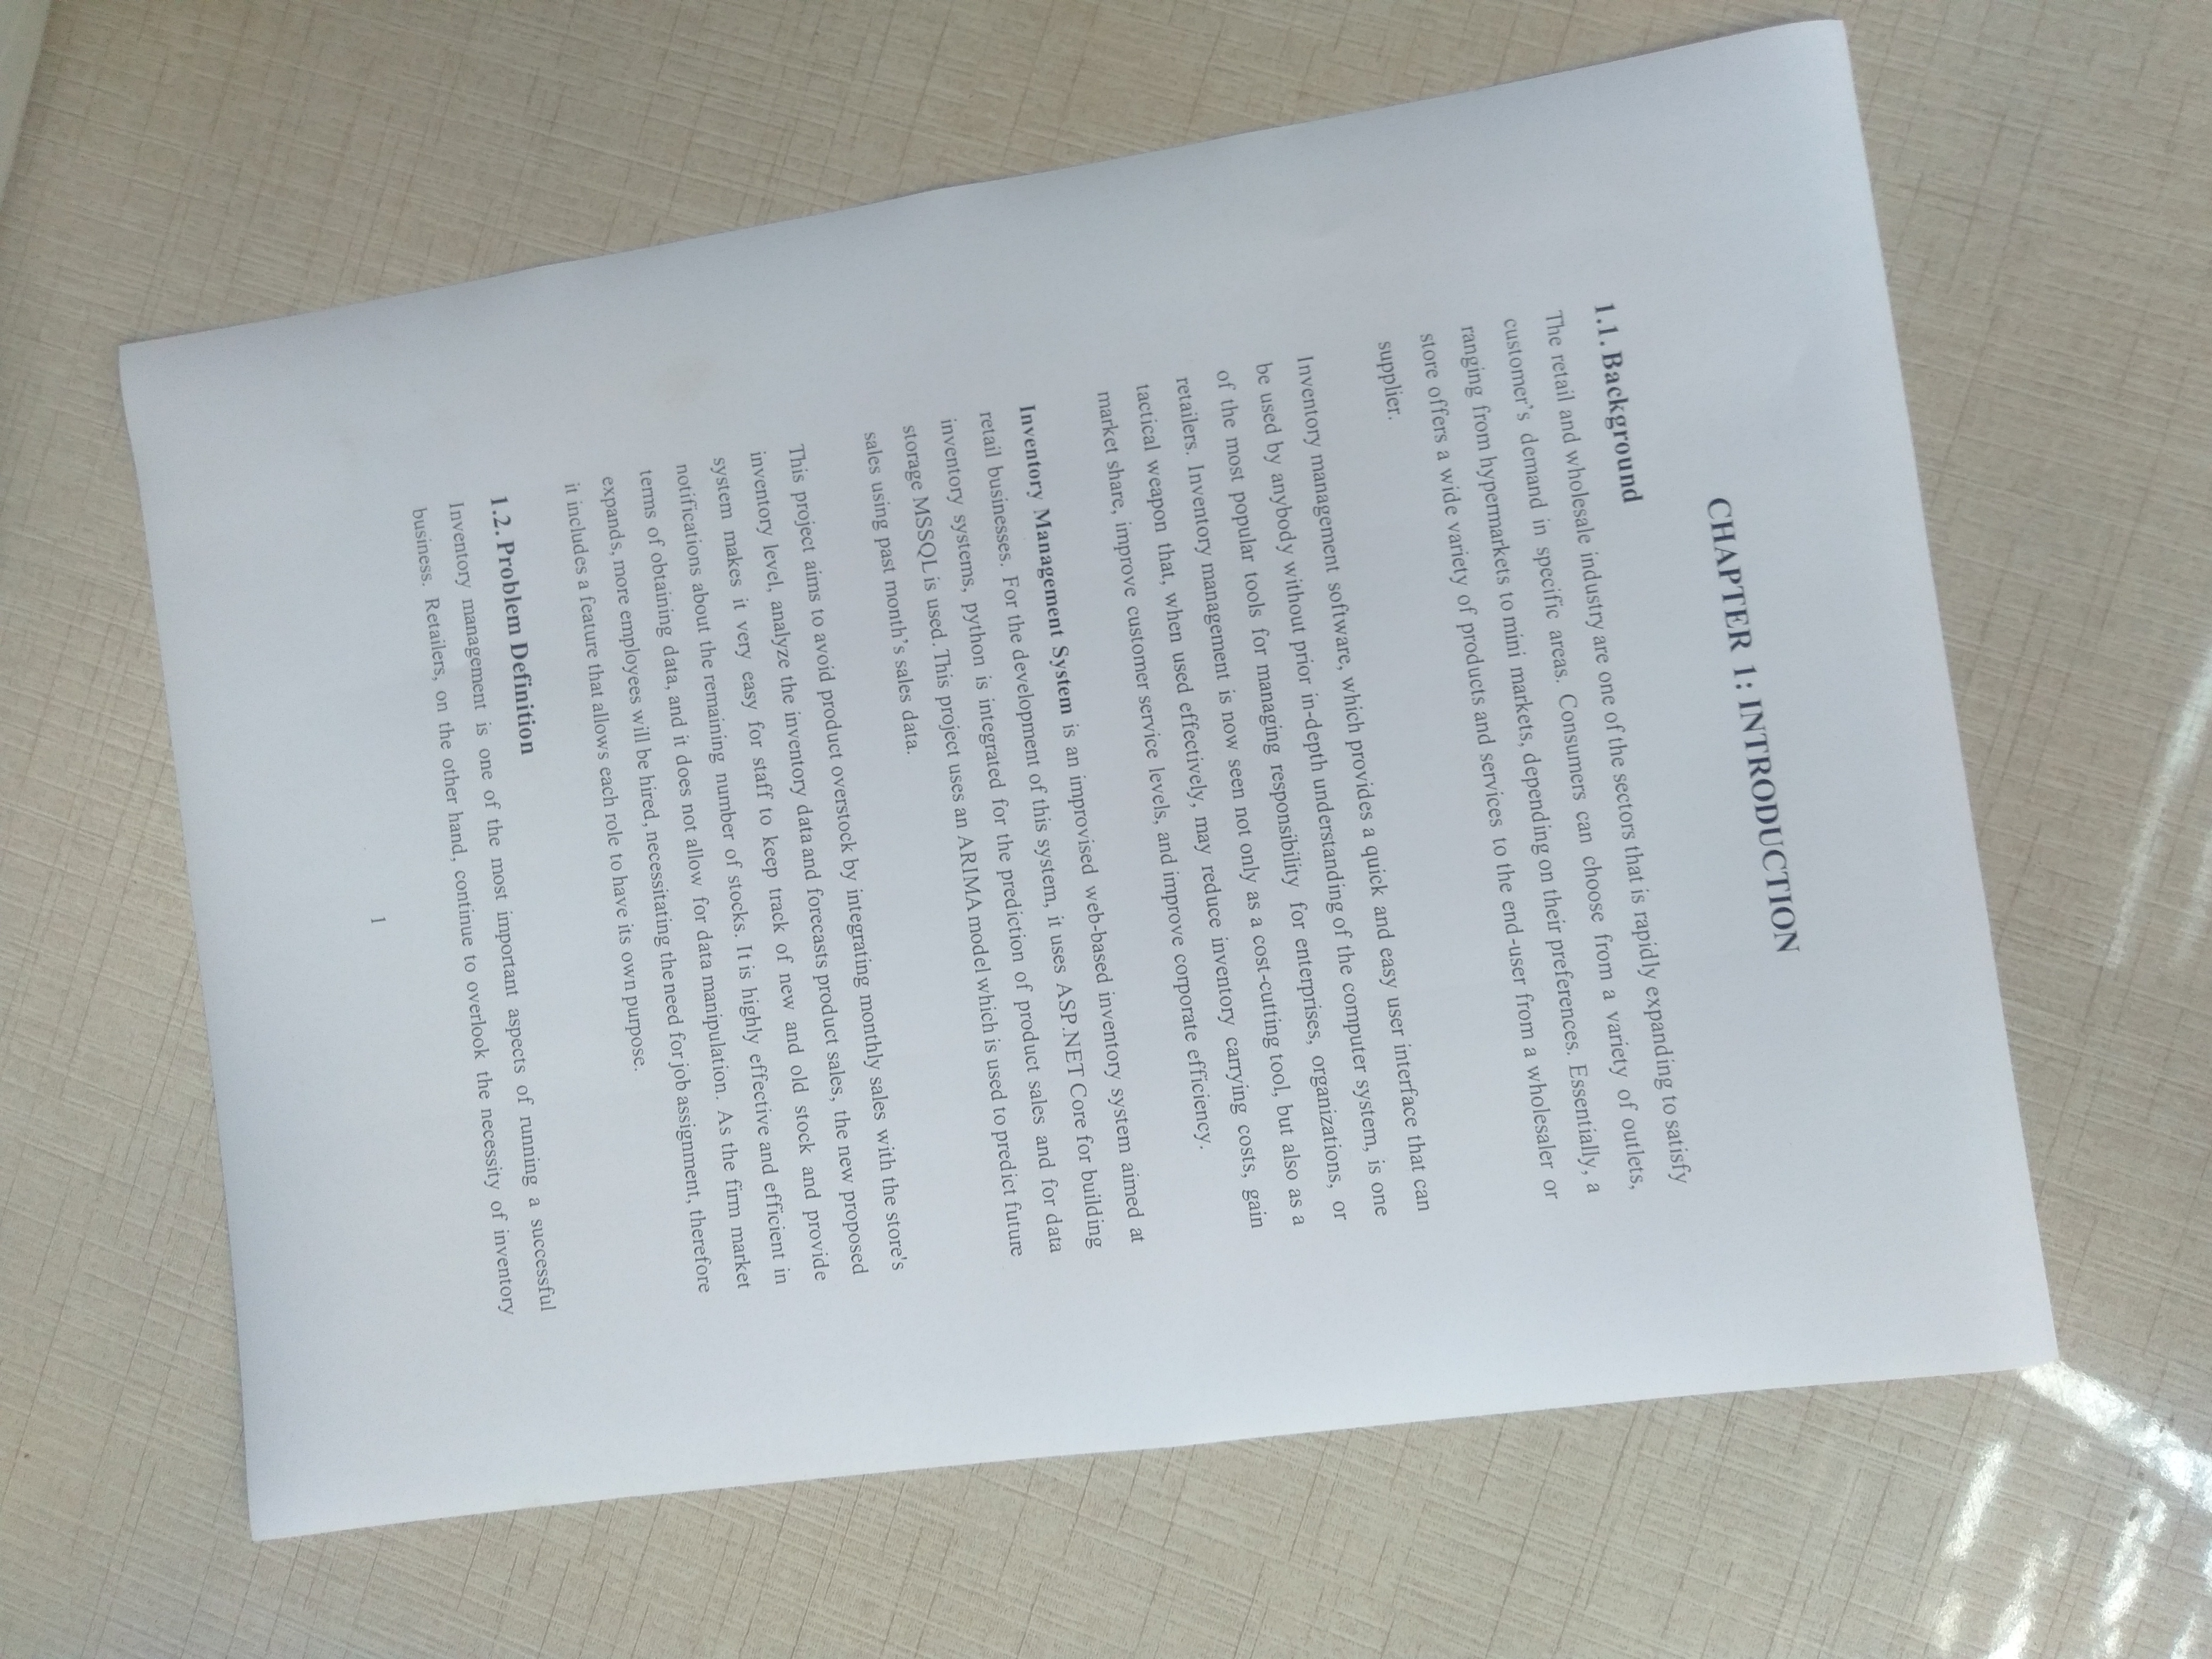 CHAPTER 1: INTRODUCTION
1.1. Background
The retail and wholesale industry are one of the sectors that is rapidly expanding to satisfy
customer’s demand in specific areas. Consumers can choose from a variety of outlets,
ranging from hypermarkets to mini markets, depending on their preferences. Essentially, a
store offers a wide variety of products and services to the end-user from a wholesaler or
supplier.
Inventory management software, which provides a quick and easy user interface that can
be used by anybody without prior in-depth understanding of the computer system, is one
of the most popular tools for managing responsibility for enterprises, organizations, or
retailers. Inventory management is now seen not only as a cost-cutting tool, but also as a
tactical weapon that, when used effectively, may reduce inventory carrying costs, gain
market share, improve customer service levels, and improve corporate efficiency.
Inventory Management System is an improvised web-based inventory system aimed at
retail businesses. For the development of this system, it uses ASP.NET Core for building
inventory systems, python is integrated for the prediction of product sales and for data
storage MSSQL is used. This project uses an ARIMA model which is used to predict future
sales using past month’s sales data.
This project aims to avoid product overstock by integrating monthly sales with the store's
inventory level, analyze the inventory data and forecasts product sales, the new proposed
system makes it very easy for staff to keep track of new and old stock and provide
notifications about the remaining number of stocks. It is highly effective and efficient in
terms of obtaining data, and it does not allow for data manipulation. As the firm market
expands, more employees will be hired, necessitating the need for job assignment, therefore
it includes a feature that allows each role to have its own purpose.
1.2. Problem Definition
Inventory management is one of the most important aspects of running a successful
business. Retailers, on the other hand, continue to overlook the necessity of inventory
1